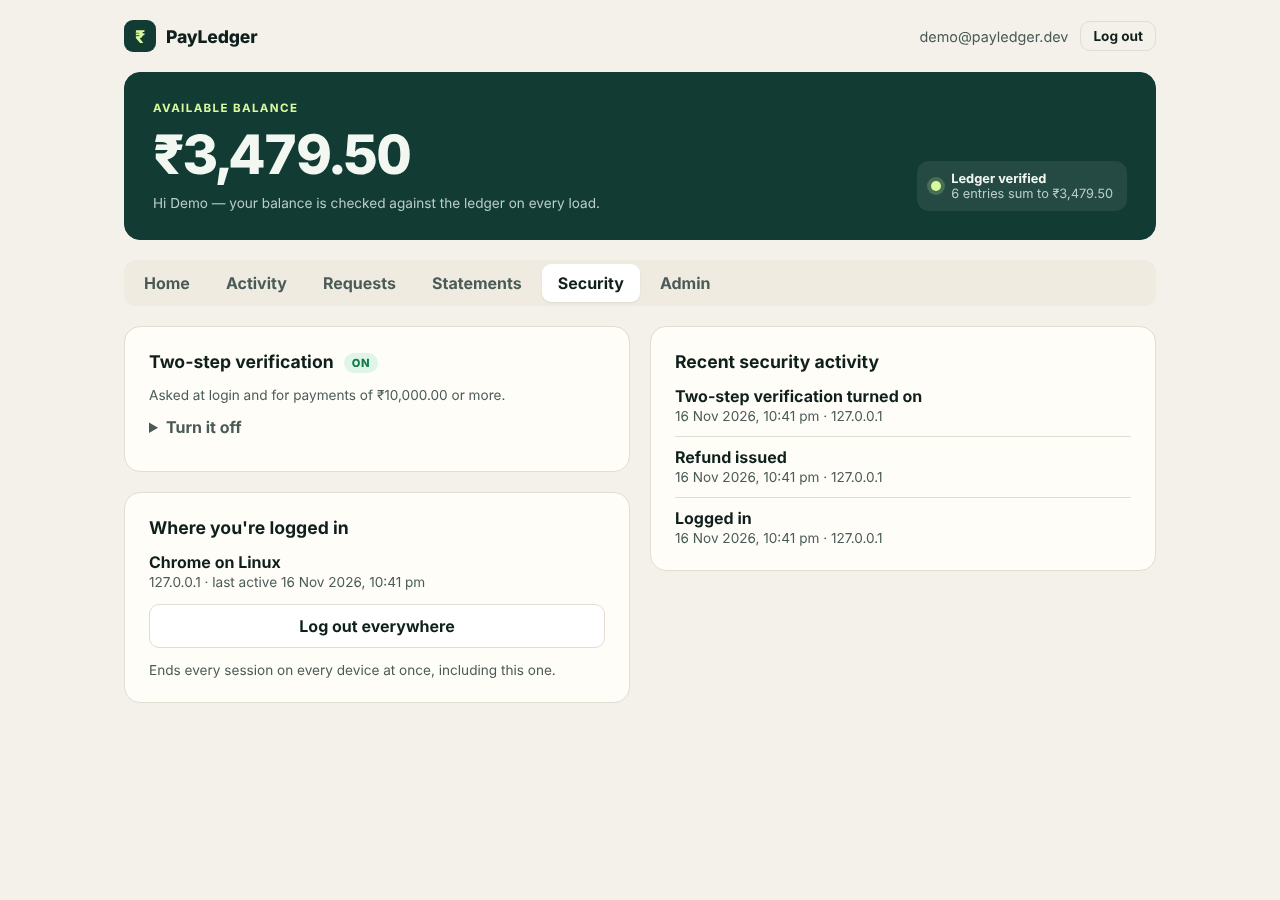 ₹ PayLedger
demo@payledger.dev
Log out
AVAILABLE BALANCE
₹3,479.50
Hi Demo — your balance is checked against the ledger on every load.
Ledger verified
6 entries sum to ₹3,479.50
Home Activity Requests Statements Security Admin
Two-step verification ON
Asked at login and for payments of ₹10,000.00 or more.
Turn it off
Where you're logged in
Chrome on Linux
127.0.0.1 · last active 16 Nov 2026, 10:41 pm
Log out everywhere
Ends every session on every device at once, including this one.
Recent security activity
Two-step verification turned on
16 Nov 2026, 10:41 pm · 127.0.0.1
Refund issued
16 Nov 2026, 10:41 pm · 127.0.0.1
Logged in
16 Nov 2026, 10:41 pm · 127.0.0.1